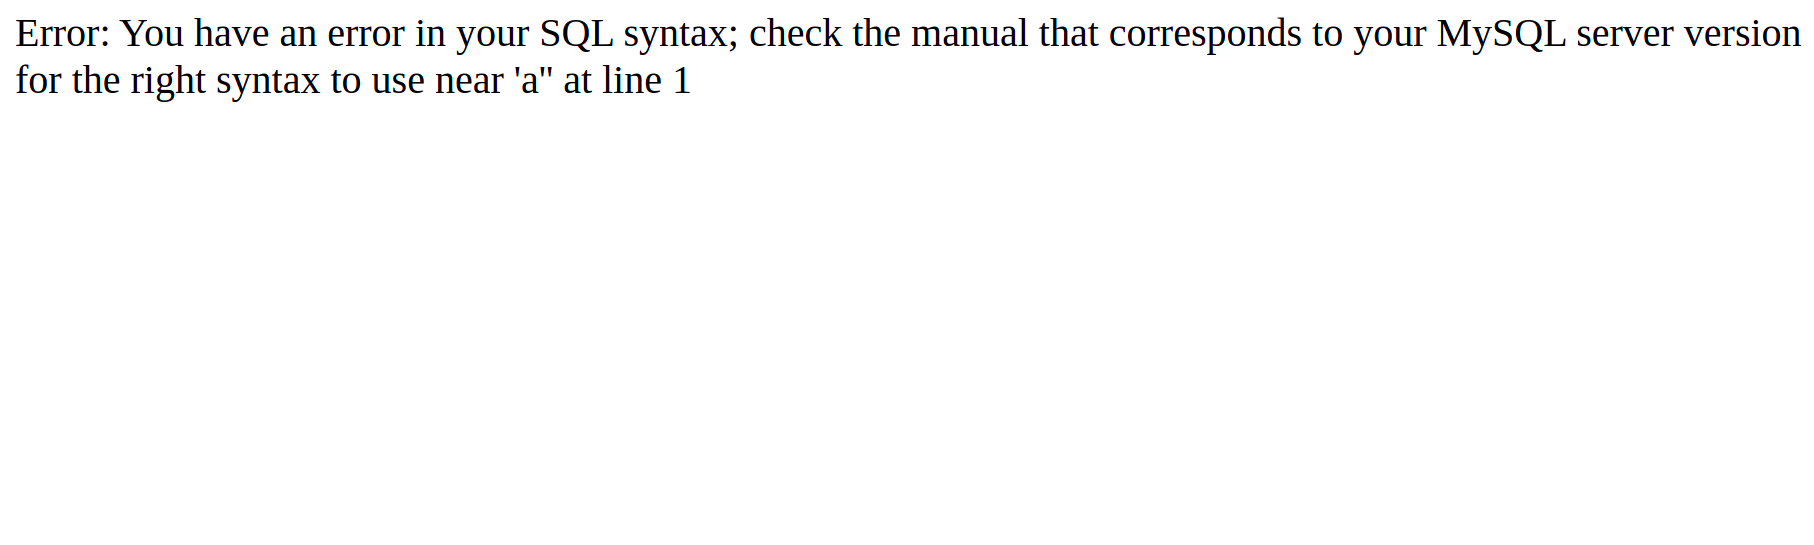 Error: You have an error in your SQL syntax; check the manual that corresponds to your MySQL server version
for the right syntax to use near 'a'' at line 1